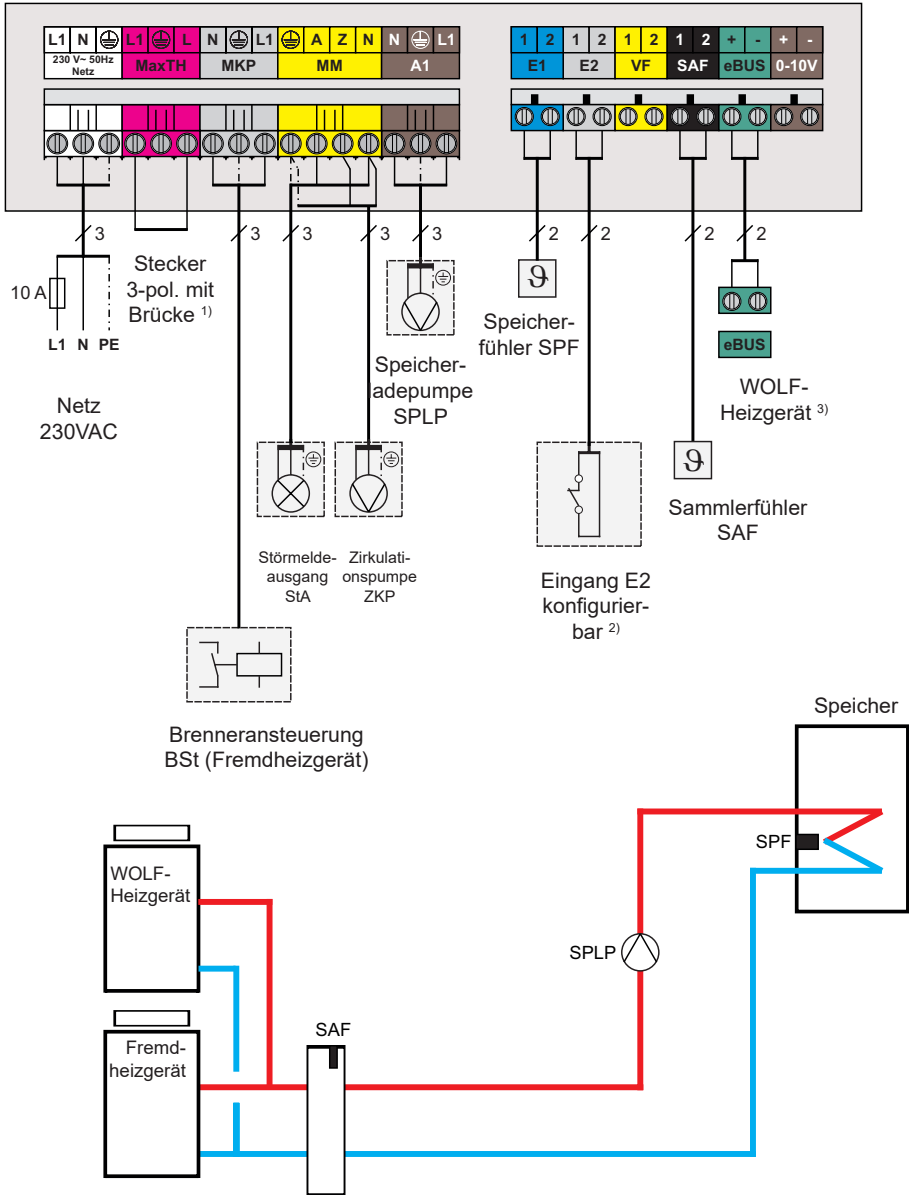 L1 N L1 L N L1 A Z N N L1
230 V~ 50Hz
Netz
MaxTH MKP MM A1
1 2 1 2 1 2 1 2 + - + -
E1 E2 VF SAF eBUS 0-10V
3 3 3 3 3 2 2 2 2
10 A
L1 N PE
Netz
230VAC
Stecker
3-pol. mit
Brücke 1)
Speicher-
ladepumpe
SPLP
Störmelde-
ausgang
StA
Zirkulati-
onspumpe
ZKP
Brenneransteuerung
BSt (Fremdheizgerät)
ϑ
Speicher-
fühler SPF
Eingang E2
konfigurier-
bar 2)
ϑ
Sammlerfühler
SAF
eBUS
WOLF-
Heizgerät 3)
Speicher
SPF
WOLF-
Heizgerät
SPLP
SAF
Fremd-
heizgerät